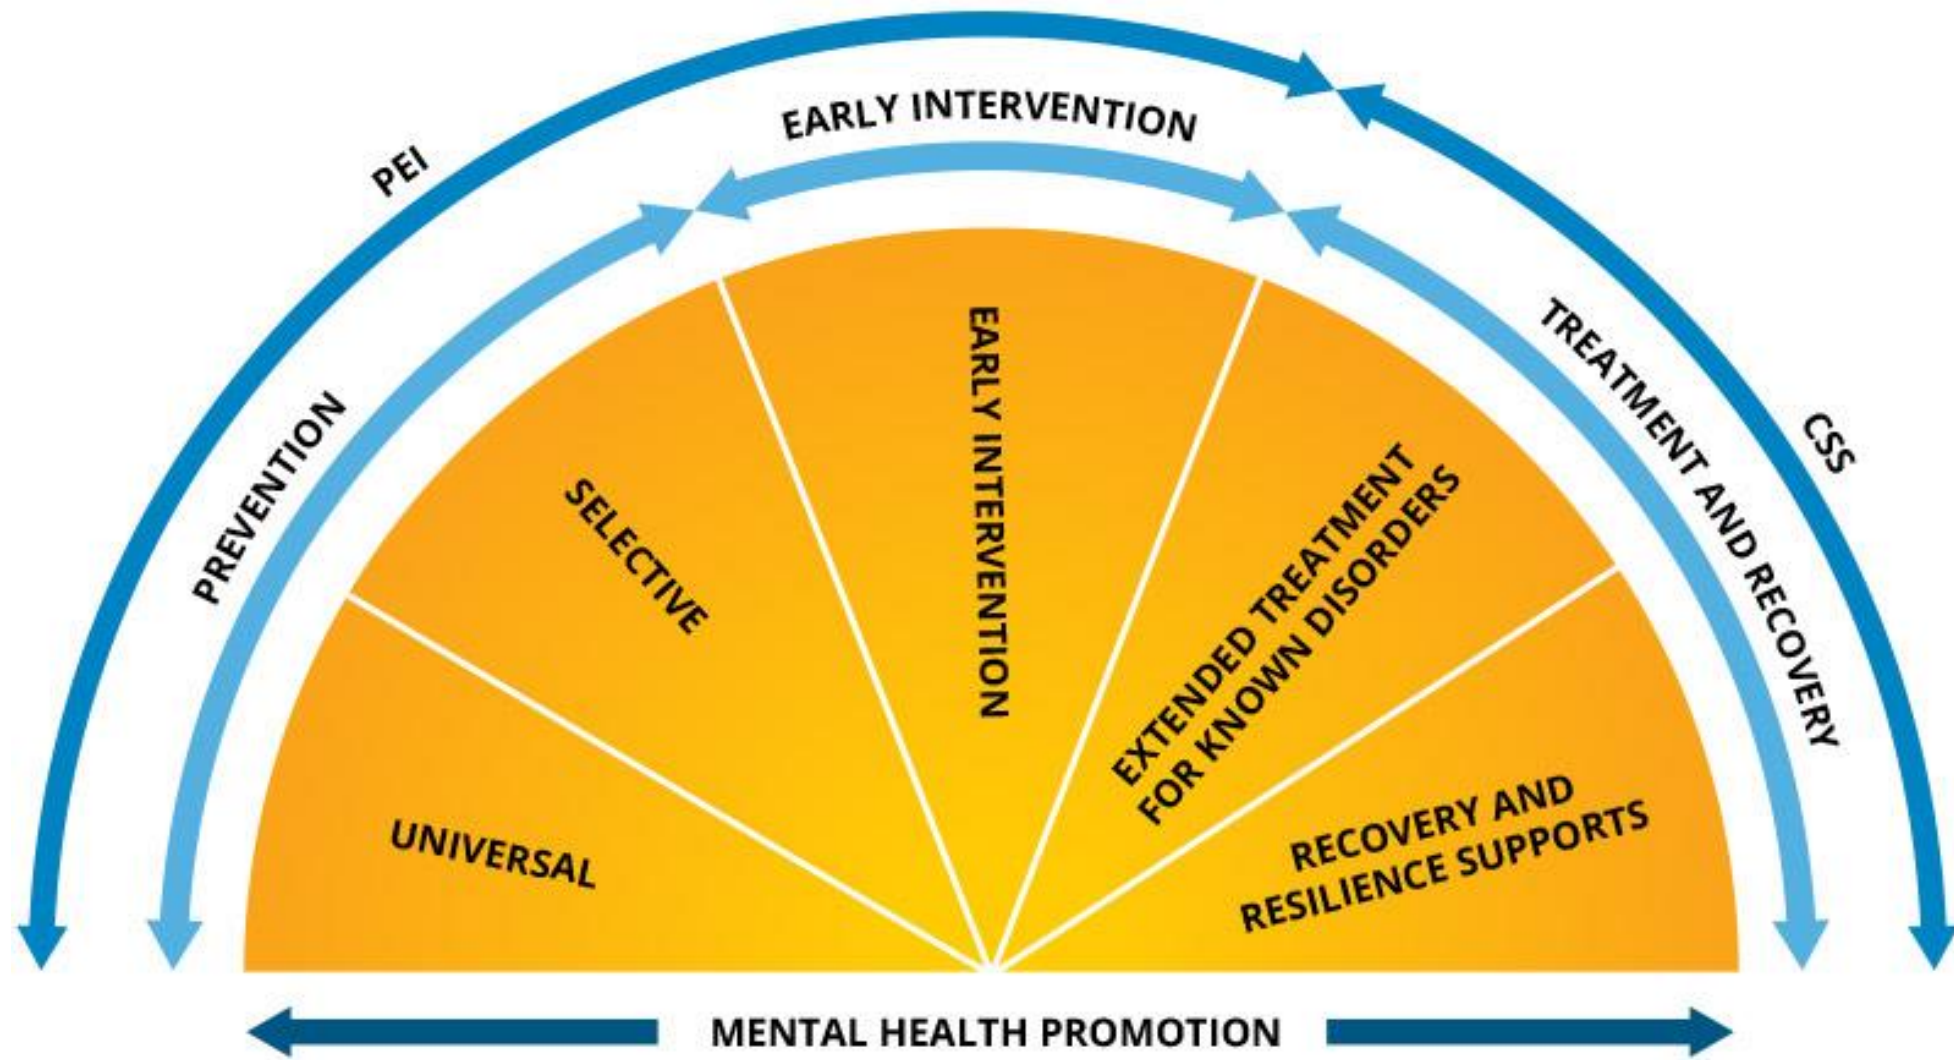 PEI
EARLY INTERVENTION
PREVENTION
TREATMENT AND RECOVERY
CSS
UNIVERSAL
SELECTIVE
EARLY INTERVENTION
EXTENDED TREATMENT
FOR KNOWN DISORDERS
RECOVERY AND
RESILIENCE SUPPORTS
MENTAL HEALTH PROMOTION